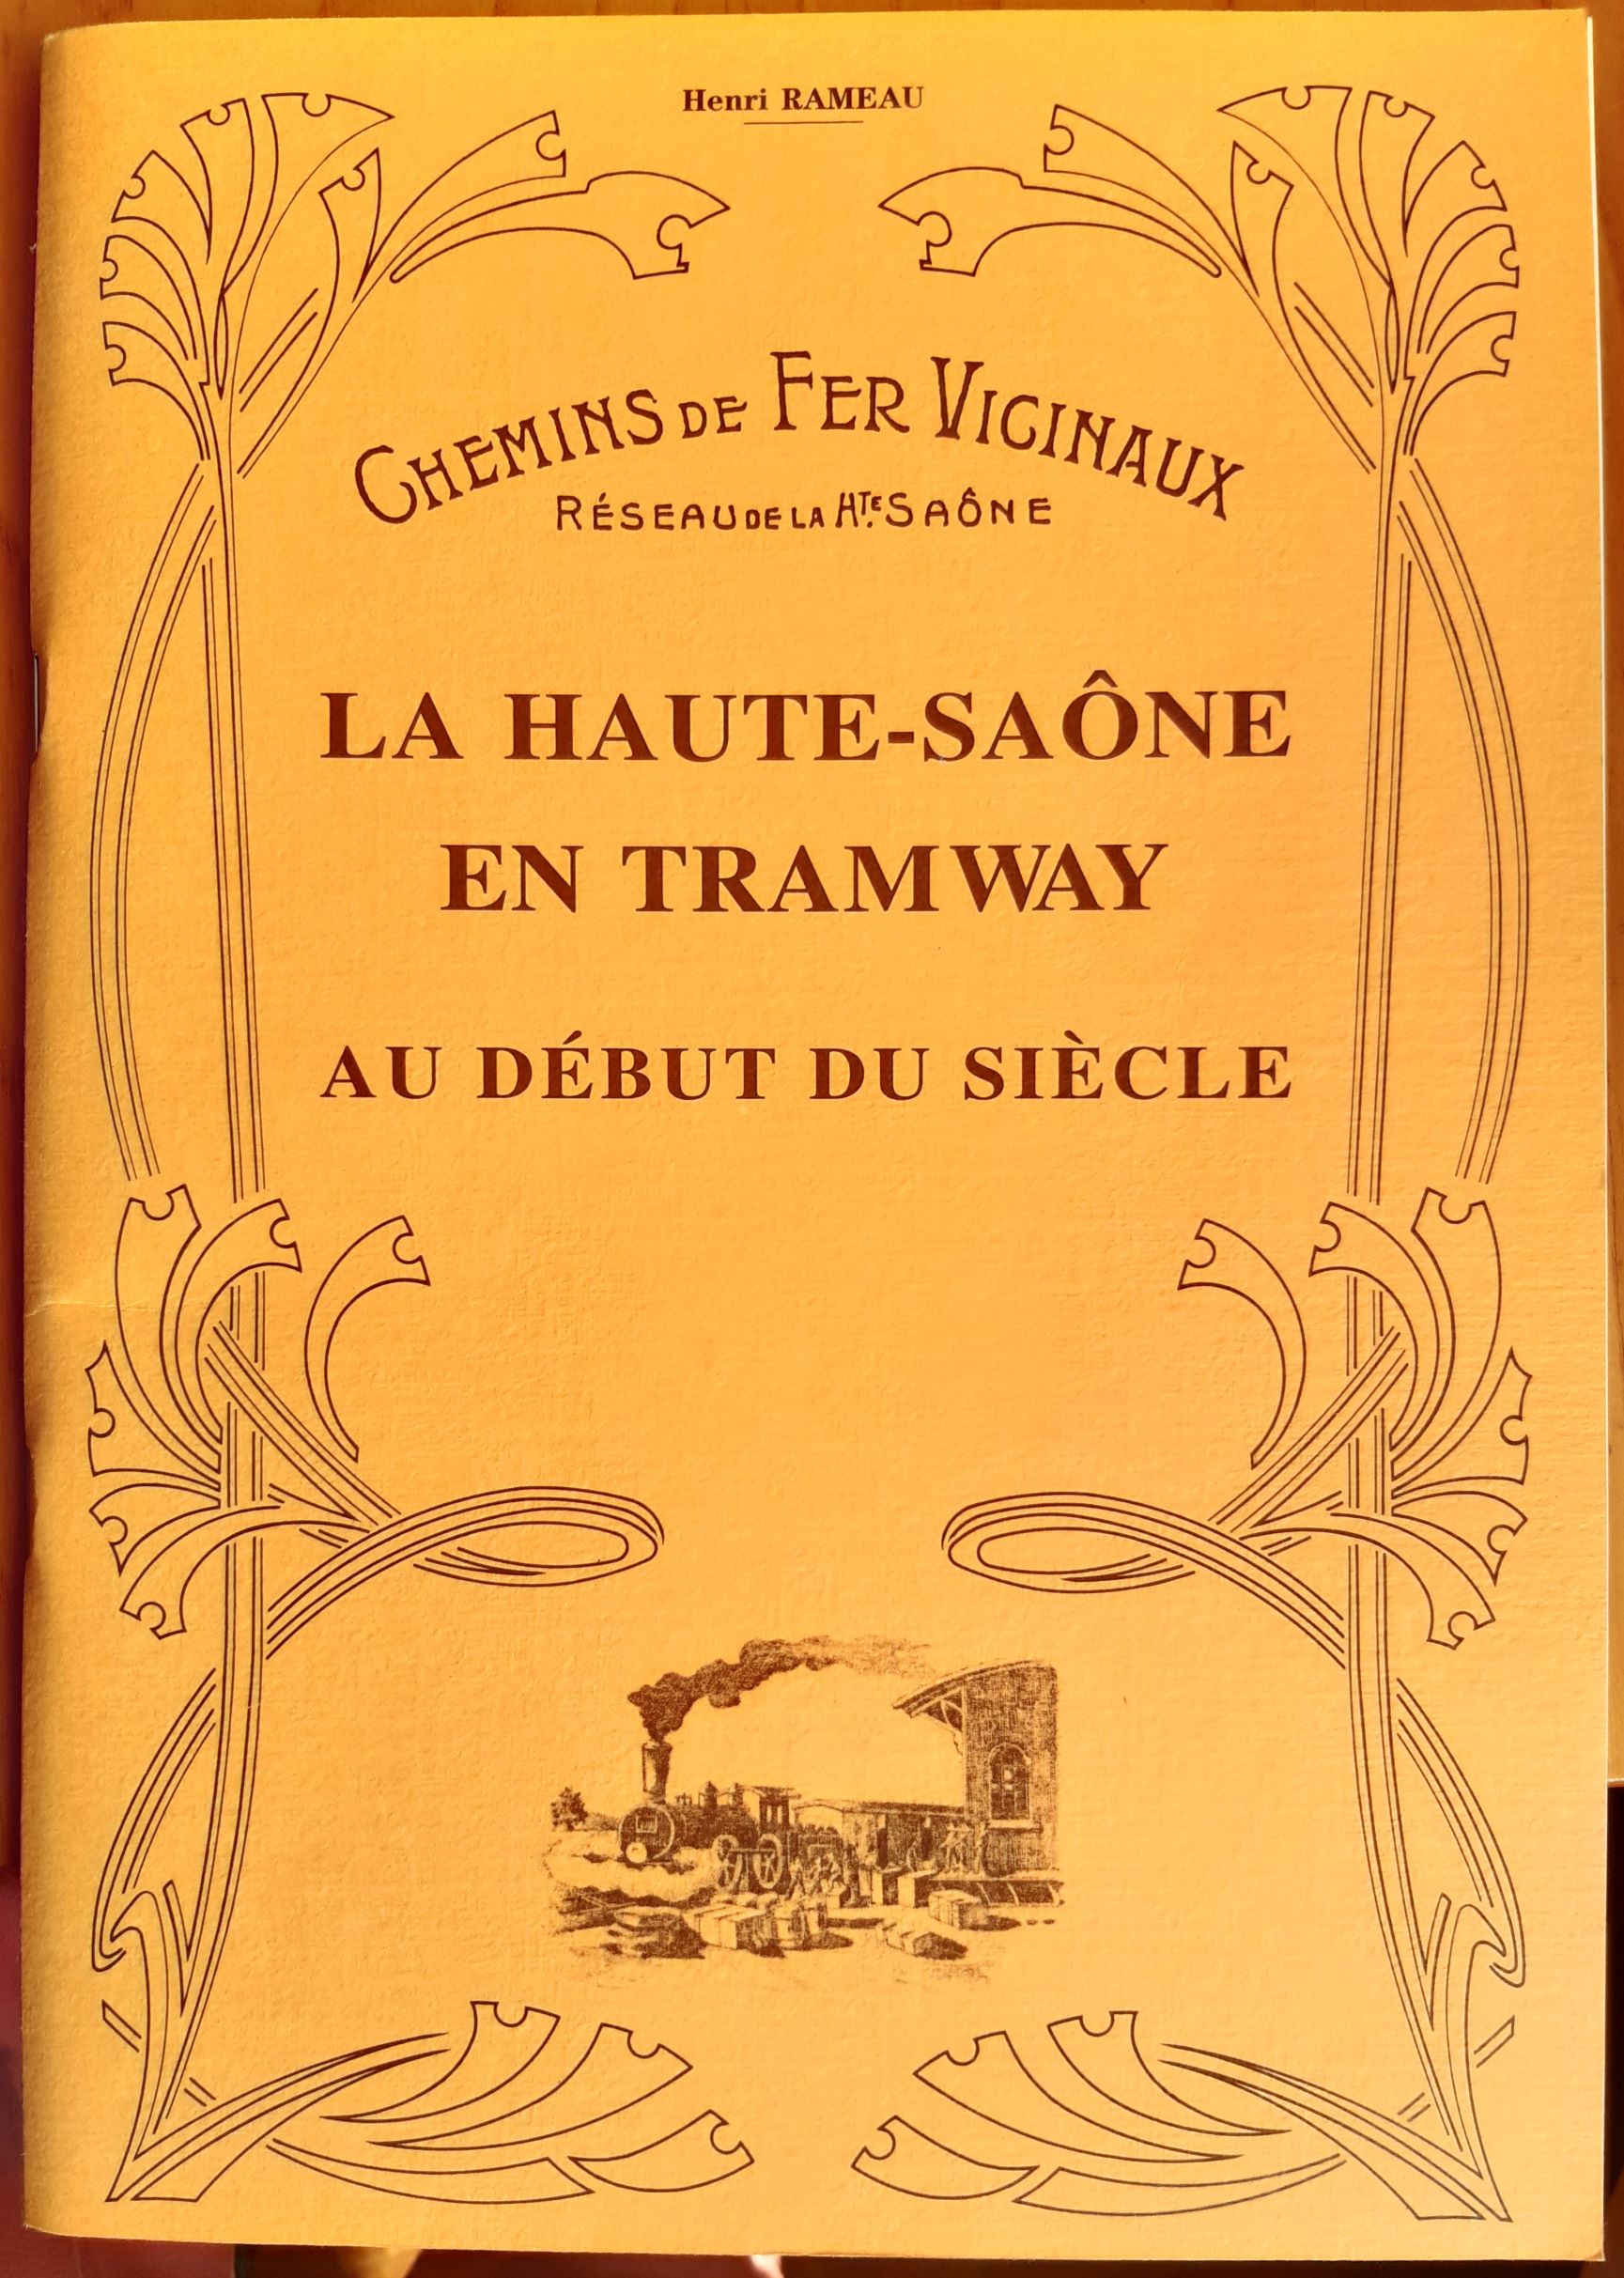 Henri RAMEAU
CHEMINS DE FER VICINAUX
RÉSEAU DE LA HTE. SAÔNE
LA HAUTE-SAÔNE
EN TRAMWAY
AU DÉBUT DU SIÈCLE